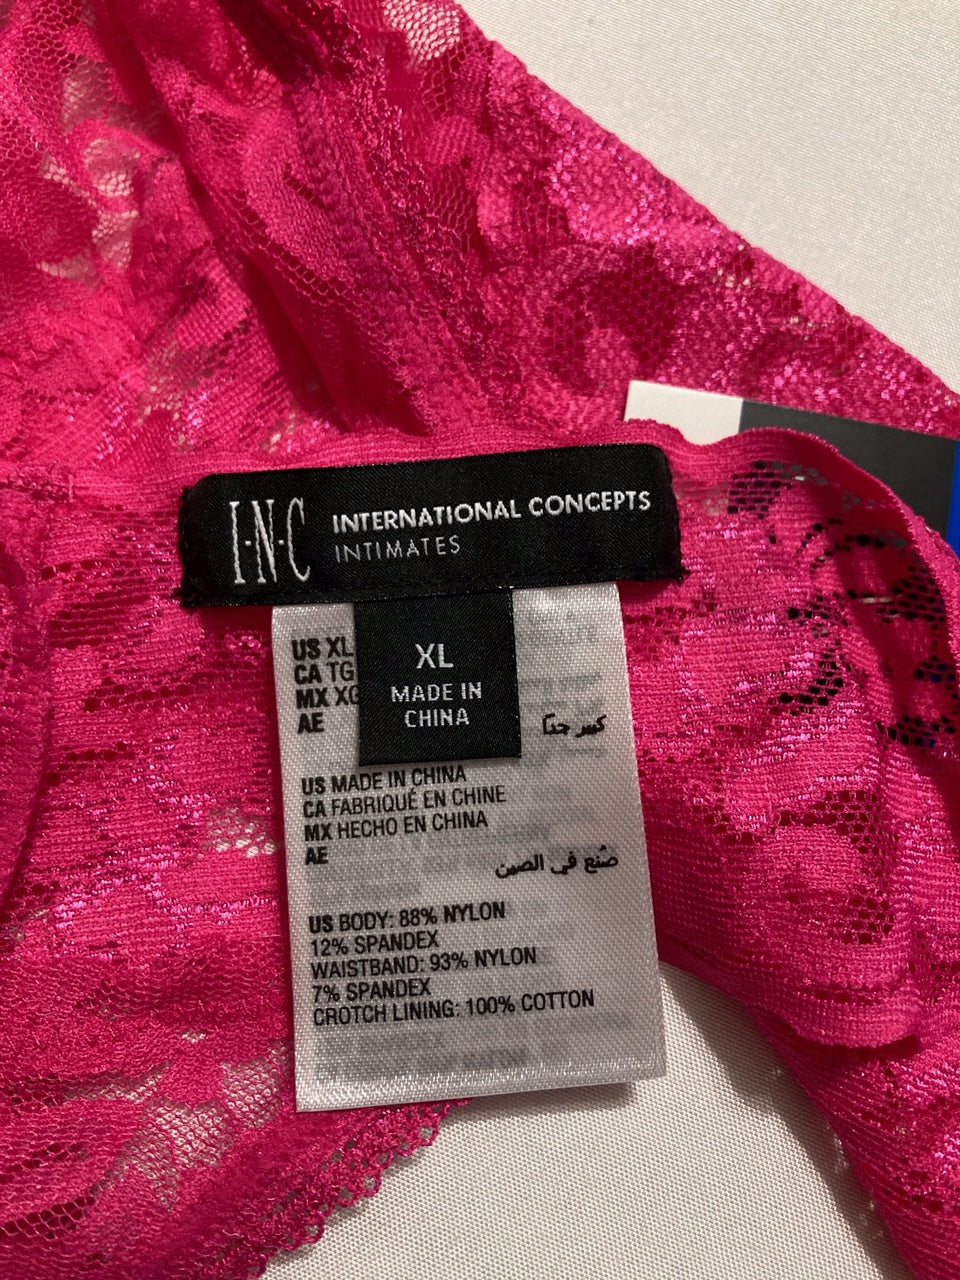 I·N·C INTERNATIONAL CONCEPTS
INTIMATES
XL
MADE IN
CHINA
US XL
CA TG
MX XG
AE كبير جدًا
US MADE IN CHINA
CA FABRIQUÉ EN CHINE
MX HECHO EN CHINA
AE صُنع في الصين
US BODY: 88% NYLON
12% SPANDEX
WAISTBAND: 93% NYLON
7% SPANDEX
CROTCH LINING: 100% COTTON